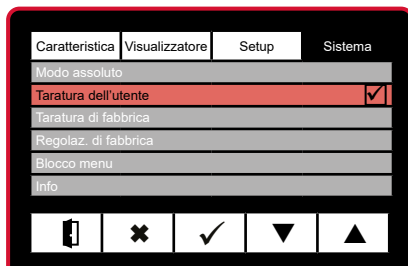 Caratteristica Visualizzatore Setup Sistema
Modo assoluto
Taratura dell'utente
Taratura di fabbrica
Regolaz. di fabbrica
Blocco menu
Info